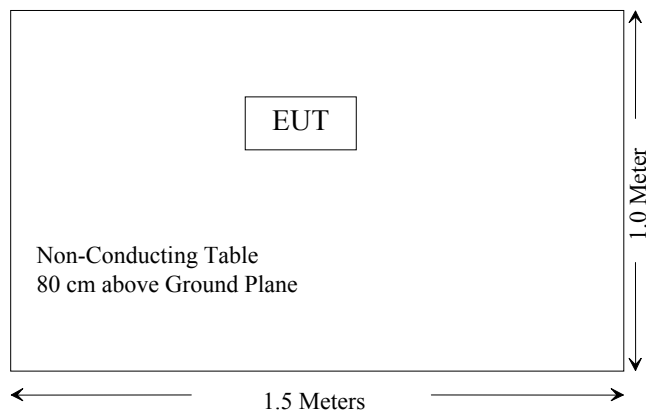 EUT
1.0 Meter
Non-Conducting Table
80 cm above Ground Plane
1.5 Meters